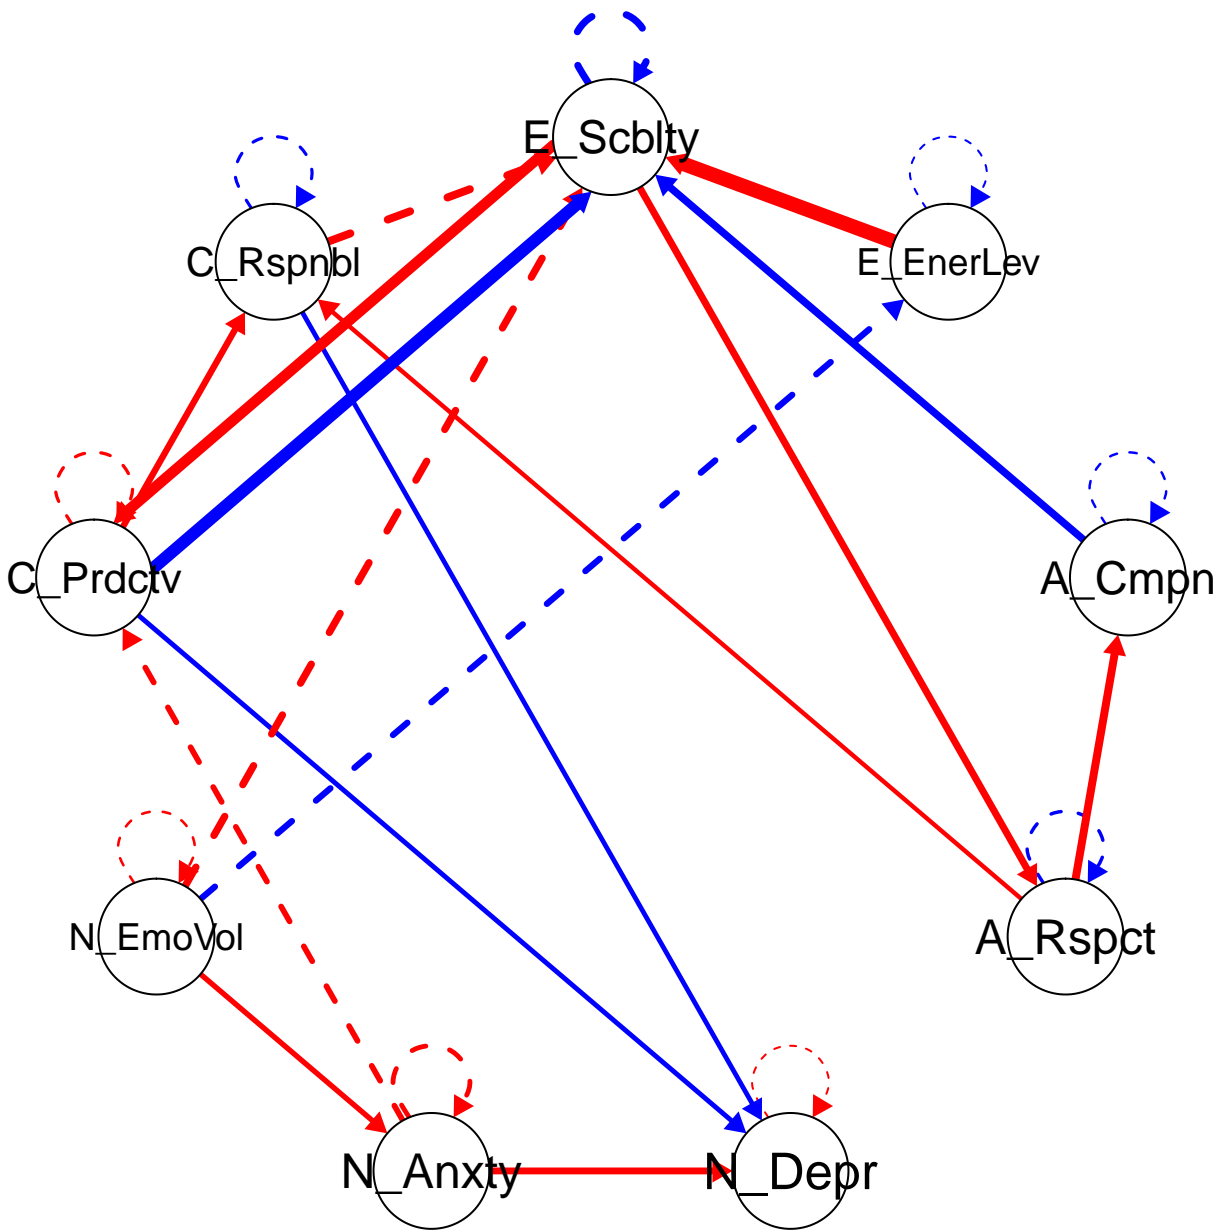 E_Scblty
C_Rspnbl
E_EnerLev
C_Prdctv
A_Cmpn
N_EmoVol
A_Rspct
N_Anxty
N_Depr